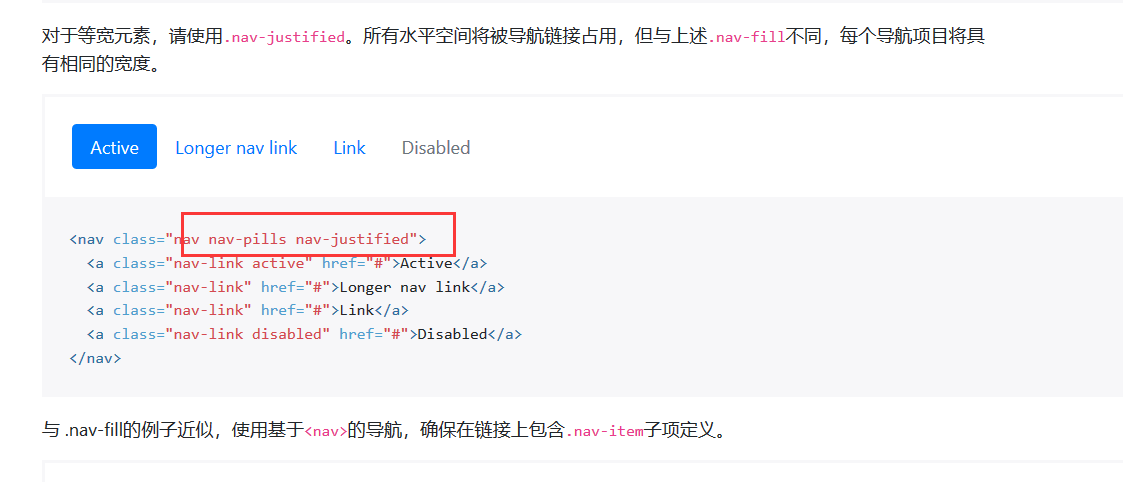 对于等宽元素，请使用.nav-justified。所有水平空间将被导航链接占用，但与上述.nav-fill不同，每个导航项目将具
有相同的宽度。
Active Longer nav link Link Disabled
<nav class="nav nav-pills nav-justified">
  <a class="nav-link active" href="#">Active</a>
  <a class="nav-link" href="#">Longer nav link</a>
  <a class="nav-link" href="#">Link</a>
  <a class="nav-link disabled" href="#">Disabled</a>
</nav>
与 .nav-fill的例子近似，使用基于<nav>的导航，确保在链接上包含.nav-item子项定义。